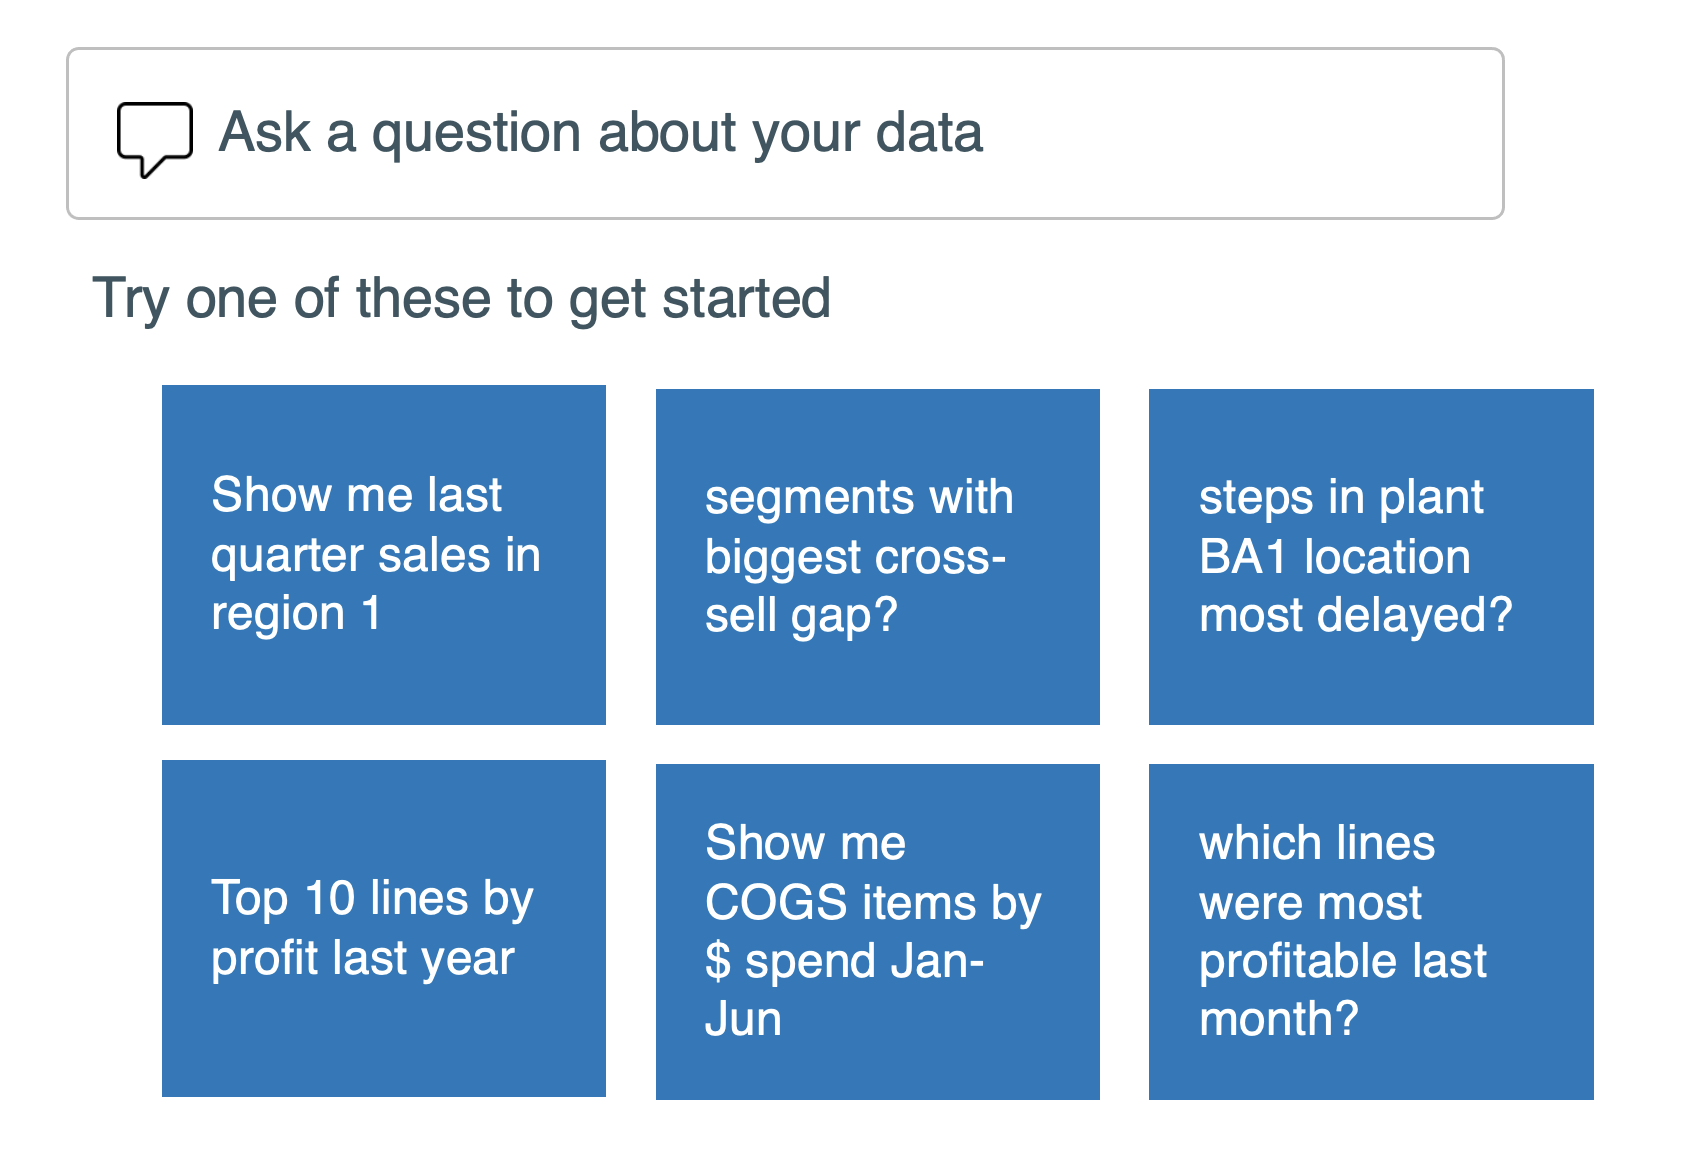 Ask a question about your data
Try one of these to get started
Show me last
quarter sales in
region 1
segments with
biggest cross-
sell gap?
steps in plant
BA1 location
most delayed?
Top 10 lines by
profit last year
Show me
COGS items by
$ spend Jan-
Jun
which lines
were most
profitable last
month?